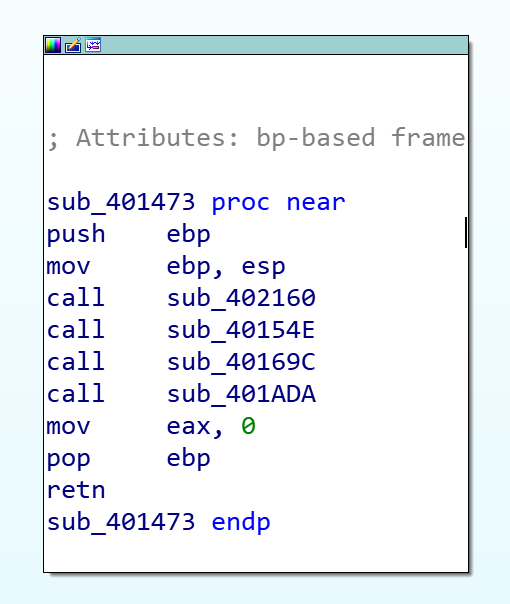 ; Attributes: bp-based frame
sub_401473 proc near
push    ebp
mov     ebp, esp
call    sub_402160
call    sub_40154E
call    sub_40169C
call    sub_401ADA
mov     eax, 0
pop     ebp
retn
sub_401473 endp